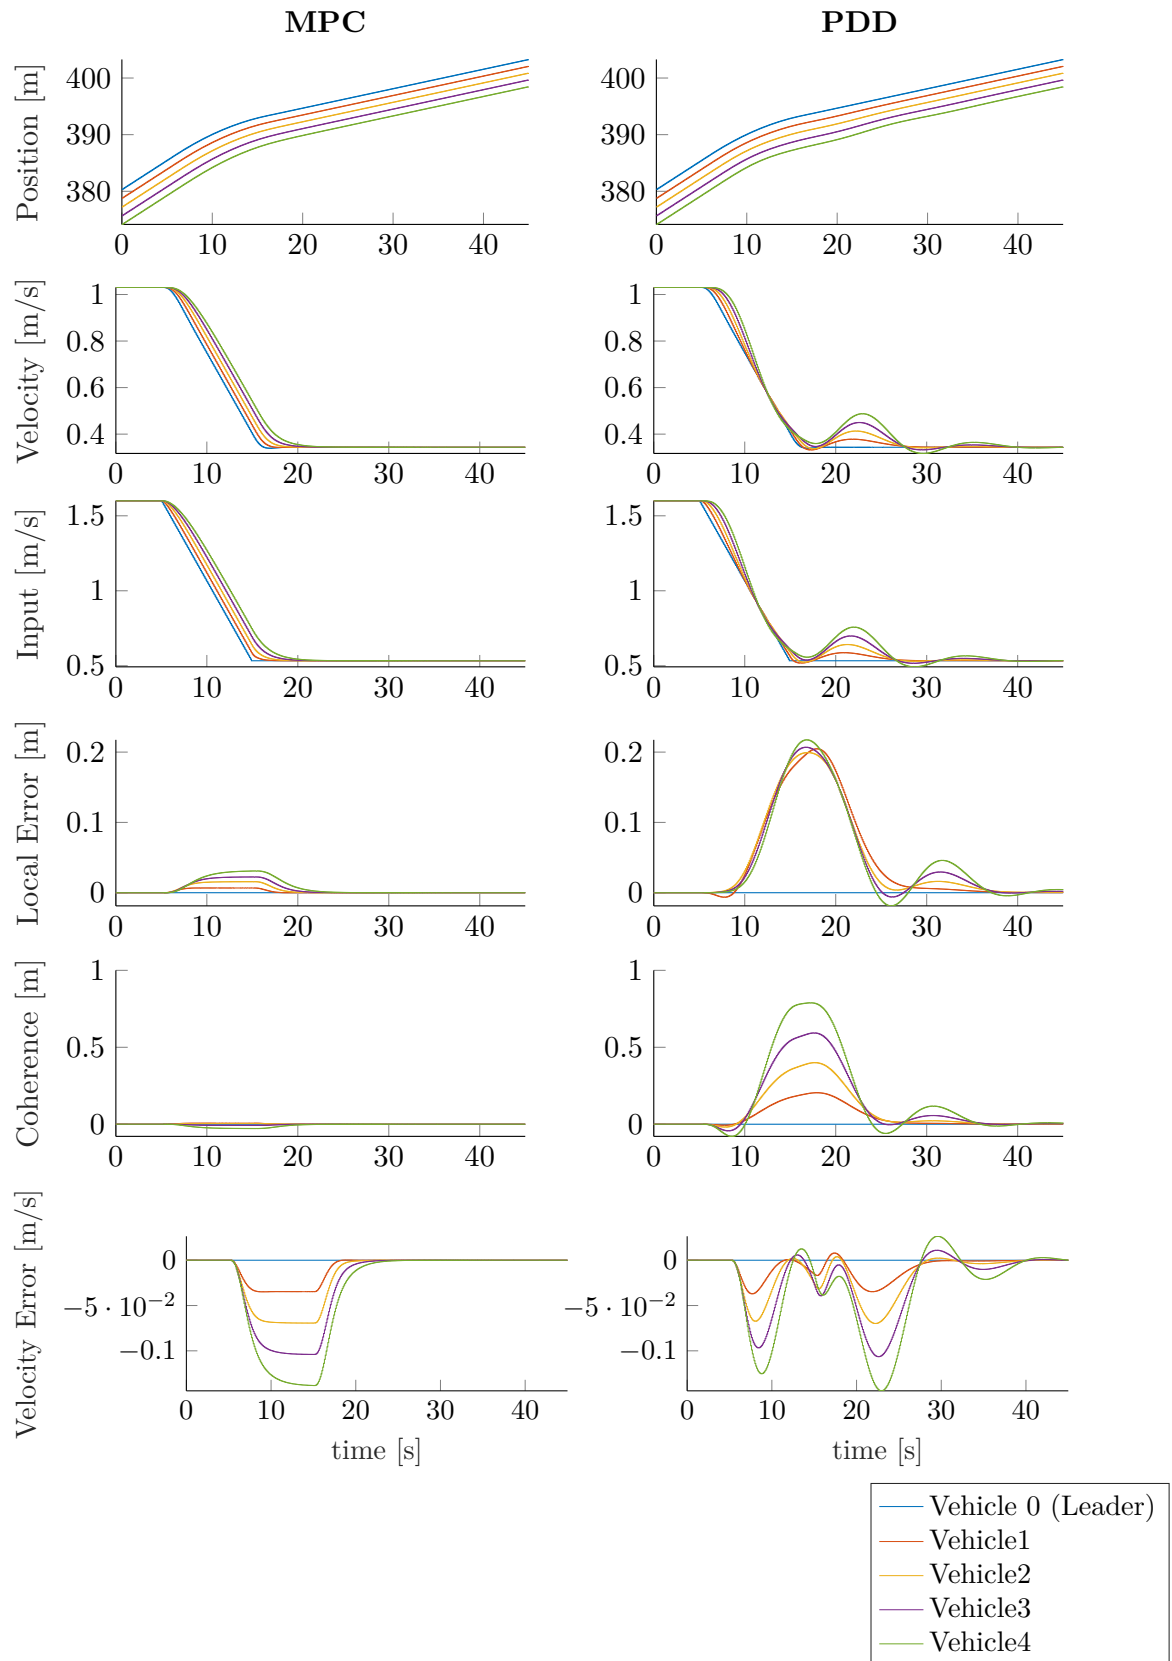 MPC PDD
Position [m]
400
390
380
0 10 20 30 40
400
390
380
0 10 20 30 40
Velocity [m/s]
1
0.8
0.6
0.4
0 10 20 30 40
1
0.8
0.6
0.4
0 10 20 30 40
Input [m/s]
1.5
1
0.5
0 10 20 30 40
1.5
1
0.5
0 10 20 30 40
Local Error [m]
0.2
0.1
0
0 10 20 30 40
0.2
0.1
0
0 10 20 30 40
Coherence [m]
1
0.5
0
0 10 20 30 40
1
0.5
0
0 10 20 30 40
Velocity Error [m/s]
0
−5 · 10⁻²
−0.1
0 10 20 30 40
time [s]
0
−5 · 10⁻²
−0.1
0 10 20 30 40
time [s]
Vehicle 0 (Leader)
Vehicle1
Vehicle2
Vehicle3
Vehicle4